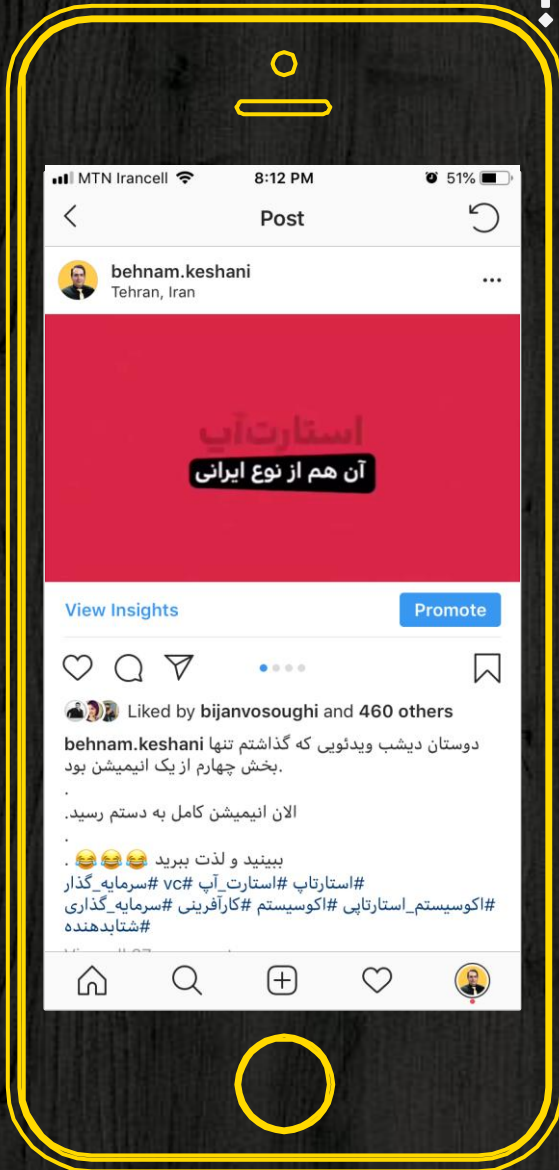 MTN Irancell 8:12 PM 51%
Post
behnam.keshani
Tehran, Iran
استارت‌آپ
آن هم از نوع ایرانی
View Insights Promote
Liked by bijanvosoughi and 460 others
behnam.keshani دوستان دیشب ویدئویی که گذاشتم تنها
بخش چهارم از یک انیمیشن بود.
.
الان انیمیشن کامل به دستم رسید.
.
ببینید و لذت ببرید 😂😂😂 .
#استارتاپ #استارت_آپ #vc #سرمایه_گذار
#اکوسیستم_استارتاپی #اکوسیستم #کارآفرینی #سرمایه_گذاری
#شتابدهنده